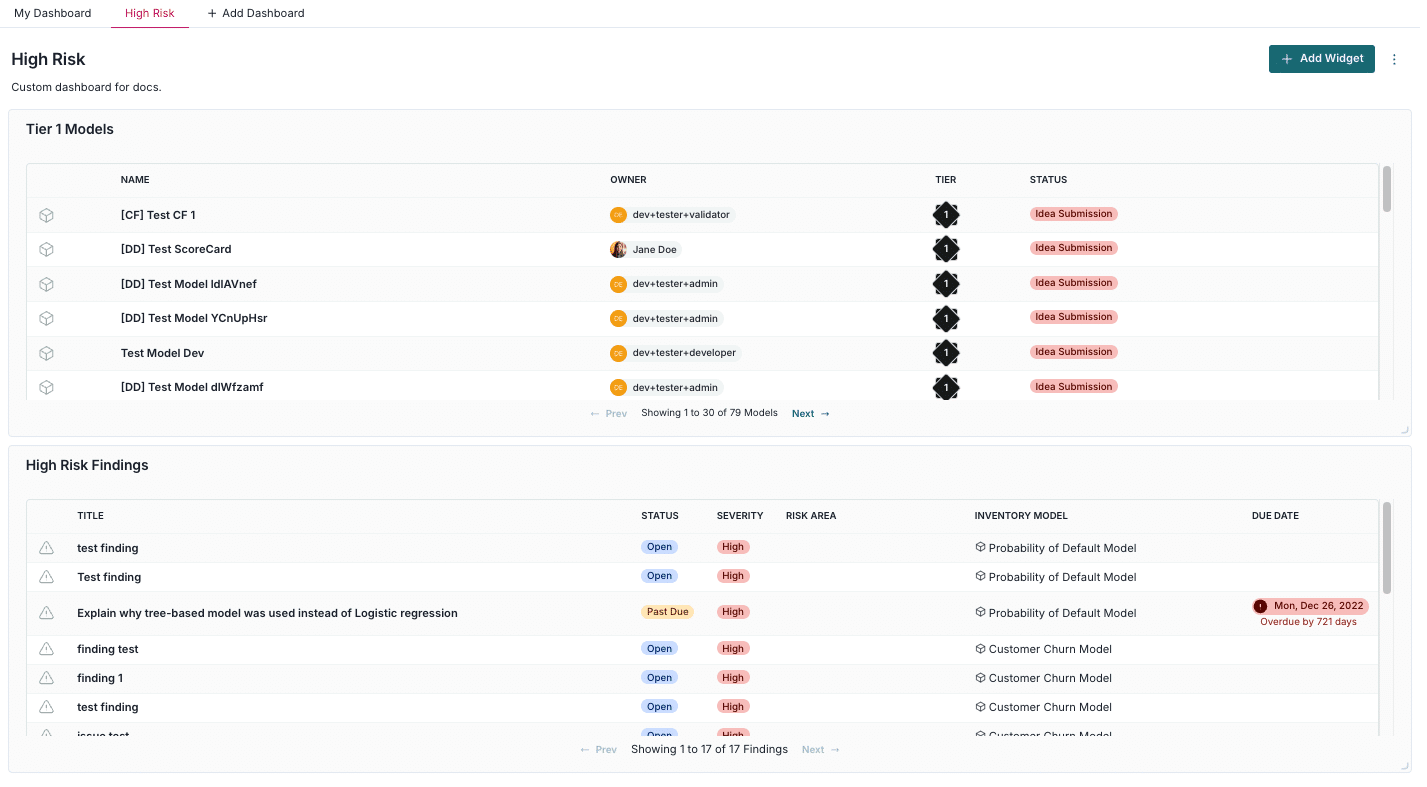 My Dashboard High Risk + Add Dashboard
High Risk
+ Add Widget
Custom dashboard for docs.
Tier 1 Models
NAME OWNER TIER STATUS
[CF] Test CF 1 DE dev+tester+validator 1 Idea Submission
[DD] Test ScoreCard Jane Doe 1 Idea Submission
[DD] Test Model IdIAVnef DE dev+tester+admin 1 Idea Submission
[DD] Test Model YCnUpHsr DE dev+tester+admin 1 Idea Submission
Test Model Dev DE dev+tester+developer 1 Idea Submission
[DD] Test Model dIWfzamf DE dev+tester+admin 1 Idea Submission
← Prev Showing 1 to 30 of 79 Models Next →
High Risk Findings
TITLE STATUS SEVERITY RISK AREA INVENTORY MODEL DUE DATE
test finding Open High Probability of Default Model
Test finding Open High Probability of Default Model
Explain why tree-based model was used instead of Logistic regression Past Due High Probability of Default Model Mon, Dec 26, 2022
Overdue by 721 days
finding test Open High Customer Churn Model
finding 1 Open High Customer Churn Model
test finding Open High Customer Churn Model
issue test Open High Customer Churn Model
← Prev Showing 1 to 17 of 17 Findings Next →